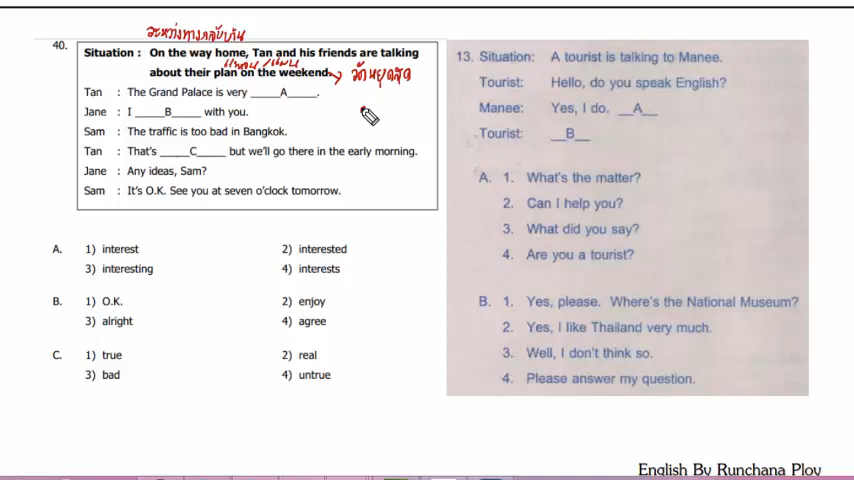 ระหว่างทางกลับบ้าน
40.
Situation : On the way home, Tan and his friends are talking
about their plan on the weekend.
วันหยุดสุด
Tan : The Grand Palace is very _____A_____.
Jane : I _____B_____ with you.
Sam : The traffic is too bad in Bangkok.
Tan : That's _____C_____ but we'll go there in the early morning.
Jane : Any ideas, Sam?
Sam : It's O.K. See you at seven o'clock tomorrow.
A. 1) interest 2) interested
3) interesting 4) interests
B. 1) O.K. 2) enjoy
3) alright 4) agree
C. 1) true 2) real
3) bad 4) untrue
13. Situation: A tourist is talking to Manee.
Tourist: Hello, do you speak English?
Manee: Yes, I do. __A__
Tourist: __B__
A. 1. What's the matter?
2. Can I help you?
3. What did you say?
4. Are you a tourist?
B. 1. Yes, please. Where's the National Museum?
2. Yes, I like Thailand very much.
3. Well, I don't think so.
4. Please answer my question.
English By Runchana Ploy